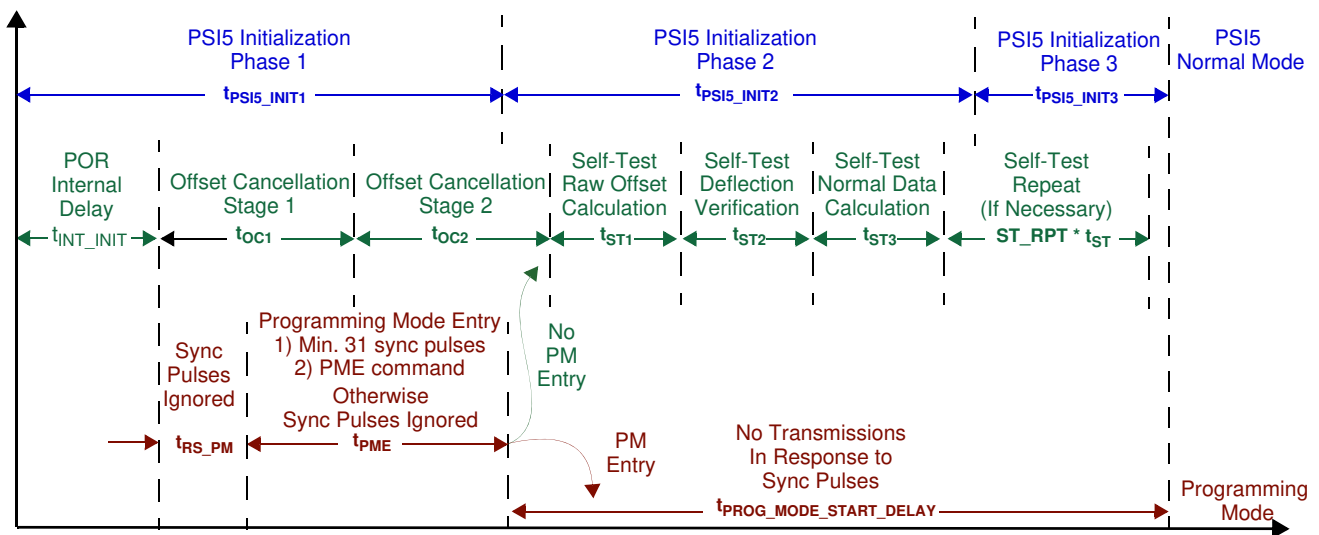 PSI5 Initialization
Phase 1
tPSI5_INIT1
PSI5 Initialization
Phase 2
tPSI5_INIT2
PSI5 Initialization
Phase 3
tPSI5_INIT3
PSI5
Normal Mode
POR
Internal
Delay
tINT_INIT
Offset Cancellation
Stage 1
tOC1
Offset Cancellation
Stage 2
tOC2
Self-Test
Raw Offset
Calculation
tST1
Self-Test
Deflection
Verification
tST2
Self-Test
Normal Data
Calculation
tST3
Self-Test
Repeat
(If Necessary)
ST_RPT * tST
Sync
Pulses
Ignored
tRS_PM
Programming Mode Entry
1) Min. 31 sync pulses
2) PME command
Otherwise
Sync Pulses Ignored
tPME
No
PM
Entry
PM
Entry
No Transmissions
In Response to
Sync Pulses
tPROG_MODE_START_DELAY
Programming
Mode